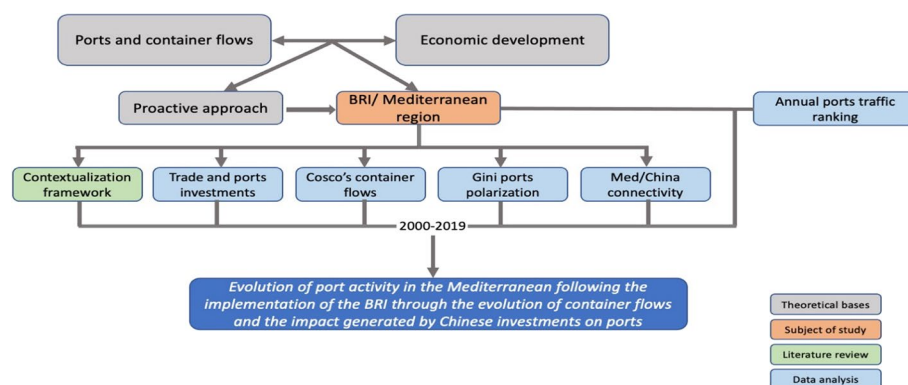 Ports and container flows
Economic development
Proactive approach
BRI/ Mediterranean
region
Annual ports traffic
ranking
Contextualization
framework
Trade and ports
investments
Cosco's container
flows
Gini ports
polarization
Med/China
connectivity
2000-2019
Evolution of port activity in the Mediterranean following the
implementation of the BRI through the evolution of container flows
and the impact generated by Chinese investments on ports
Theoretical bases
Subject of study
Literature review
Data analysis